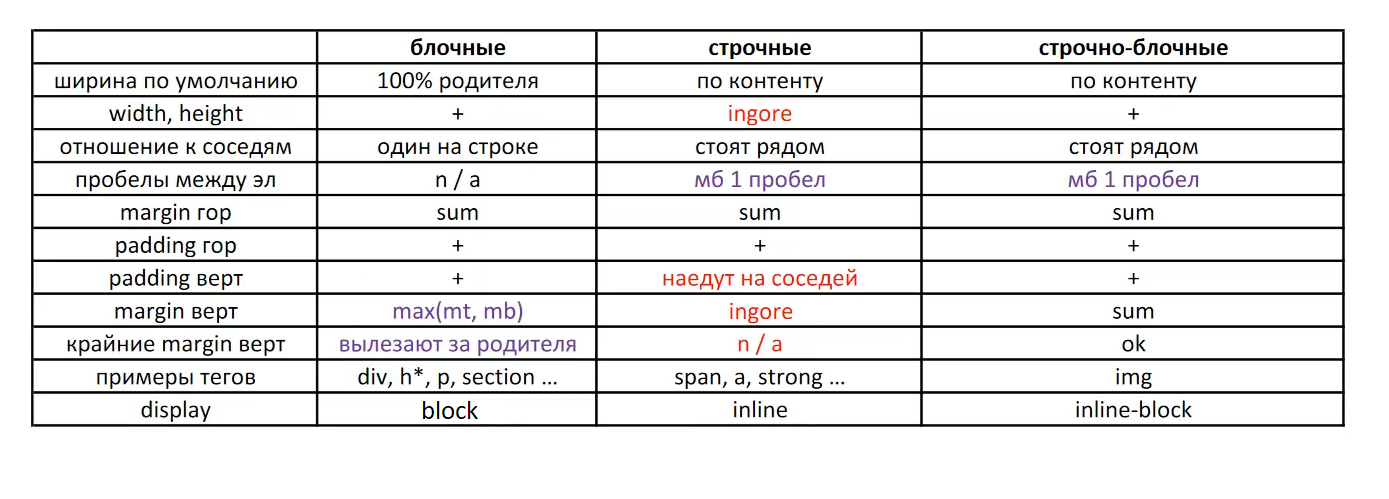 блочные строчные строчно-блочные
ширина по умолчанию 100% родителя по контенту по контенту
width, height + ingore +
отношение к соседям один на строке стоят рядом стоят рядом
пробелы между эл n / a мб 1 пробел мб 1 пробел
margin гор sum sum sum
padding гор + + +
padding верт + наедут на соседей +
margin верт max(mt, mb) ingore sum
крайние margin верт вылезают за родителя n / a ok
примеры тегов div, h*, p, section ... span, a, strong ... img
display block inline inline-block